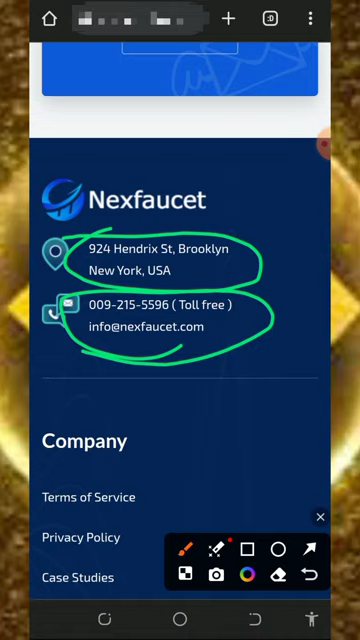 :D
Nexfaucet
924 Hendrix St, Brooklyn
New York, USA
009-215-5596 ( Toll free )
info@nexfaucet.com
Company
Terms of Service
Privacy Policy
Case Studies